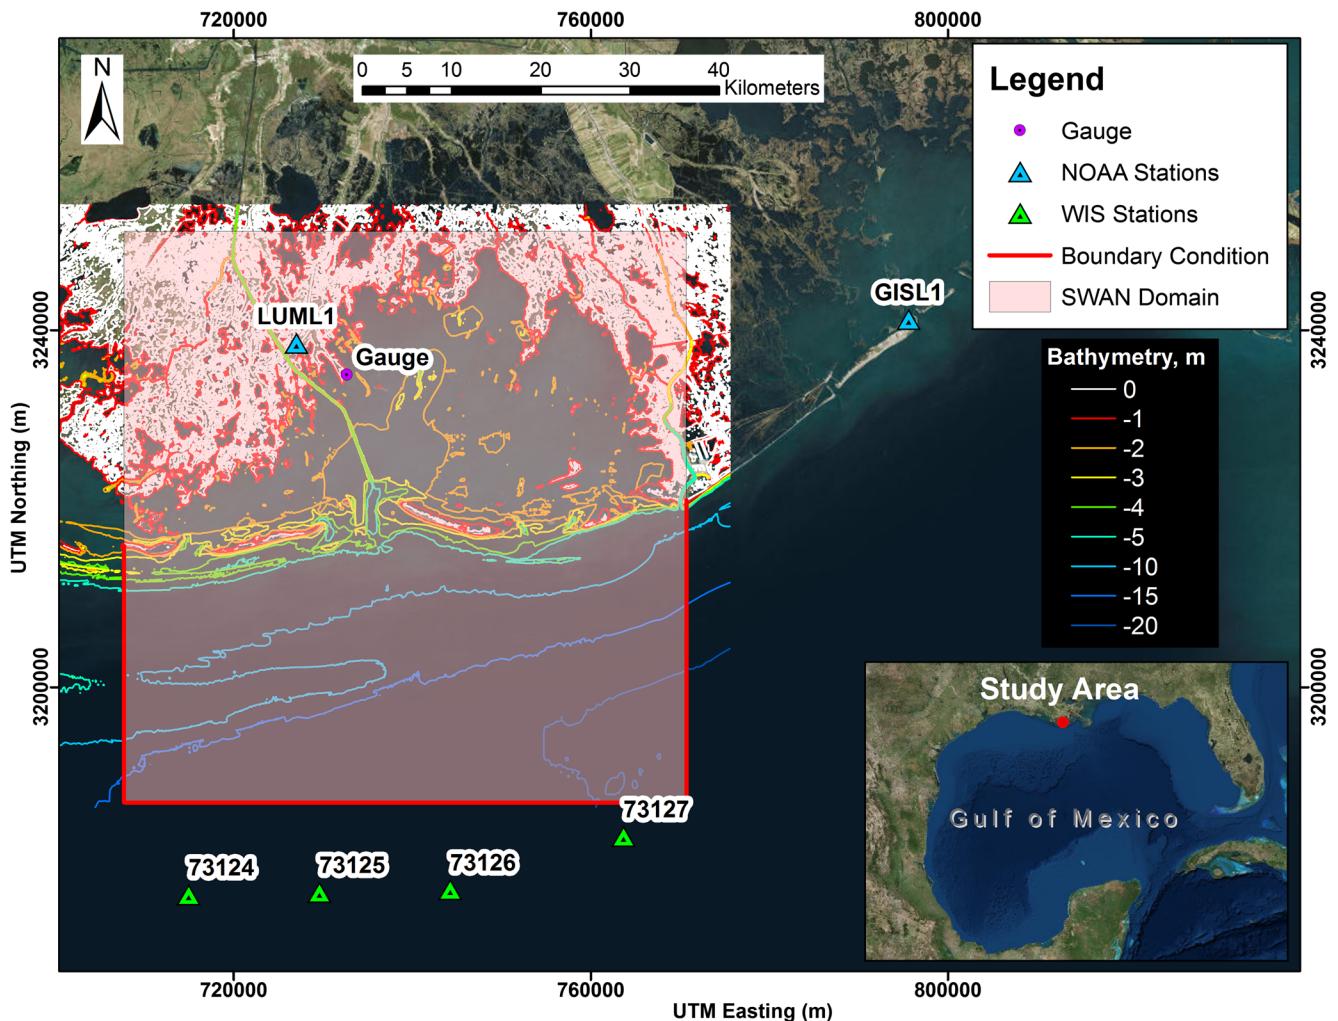 720000
760000
800000
N
0 5 10 20 30 40
Kilometers
Legend
Gauge
NOAA Stations
WIS Stations
Boundary Condition
SWAN Domain
GISL1
LUML1
Gauge
3240000
3240000
Bathymetry, m
0
-1
-2
-3
-4
-5
-10
-15
-20
UTM Northing (m)
3200000
3200000
Study Area
Gulf of Mexico
73127
73124
73125
73126
720000
760000
800000
UTM Easting (m)